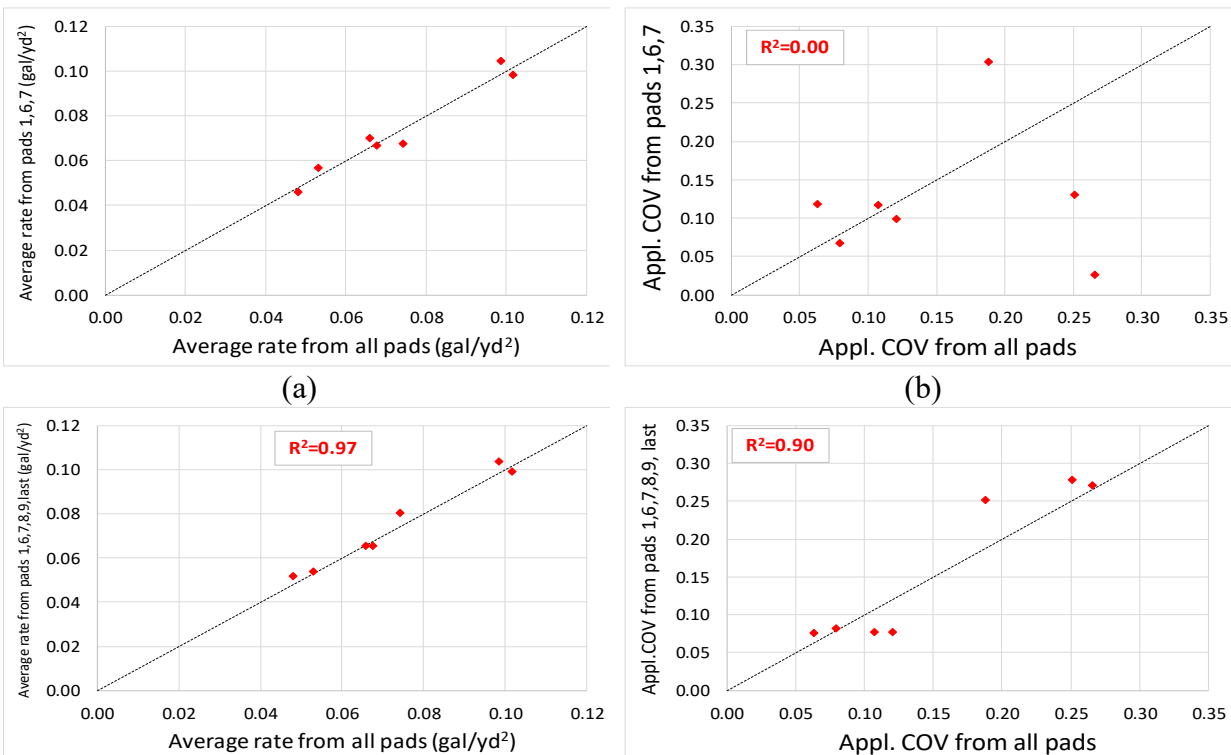 Average rate from pads 1,6,7 (gal/yd²)
0.12
0.10
0.08
0.06
0.04
0.02
0.00
0.00 0.02 0.04 0.06 0.08 0.10 0.12
Average rate from all pads (gal/yd²)
(a)
Appl. COV from pads 1,6,7
R²=0.00
0.35
0.30
0.25
0.20
0.15
0.10
0.05
0.00
0.00 0.05 0.10 0.15 0.20 0.25 0.30 0.35
Appl. COV from all pads
(b)
Average rate from pads 1,6,7,8,9,last (gal/yd²)
R²=0.97
0.12
0.10
0.08
0.06
0.04
0.02
0.00
0.00 0.02 0.04 0.06 0.08 0.10 0.12
Average rate from all pads (gal/yd²)
Appl.COV from pads 1,6,7,8,9, last
R²=0.90
0.35
0.30
0.25
0.20
0.15
0.10
0.05
0.00
0.00 0.05 0.10 0.15 0.20 0.25 0.30 0.35
Appl. COV from all pads